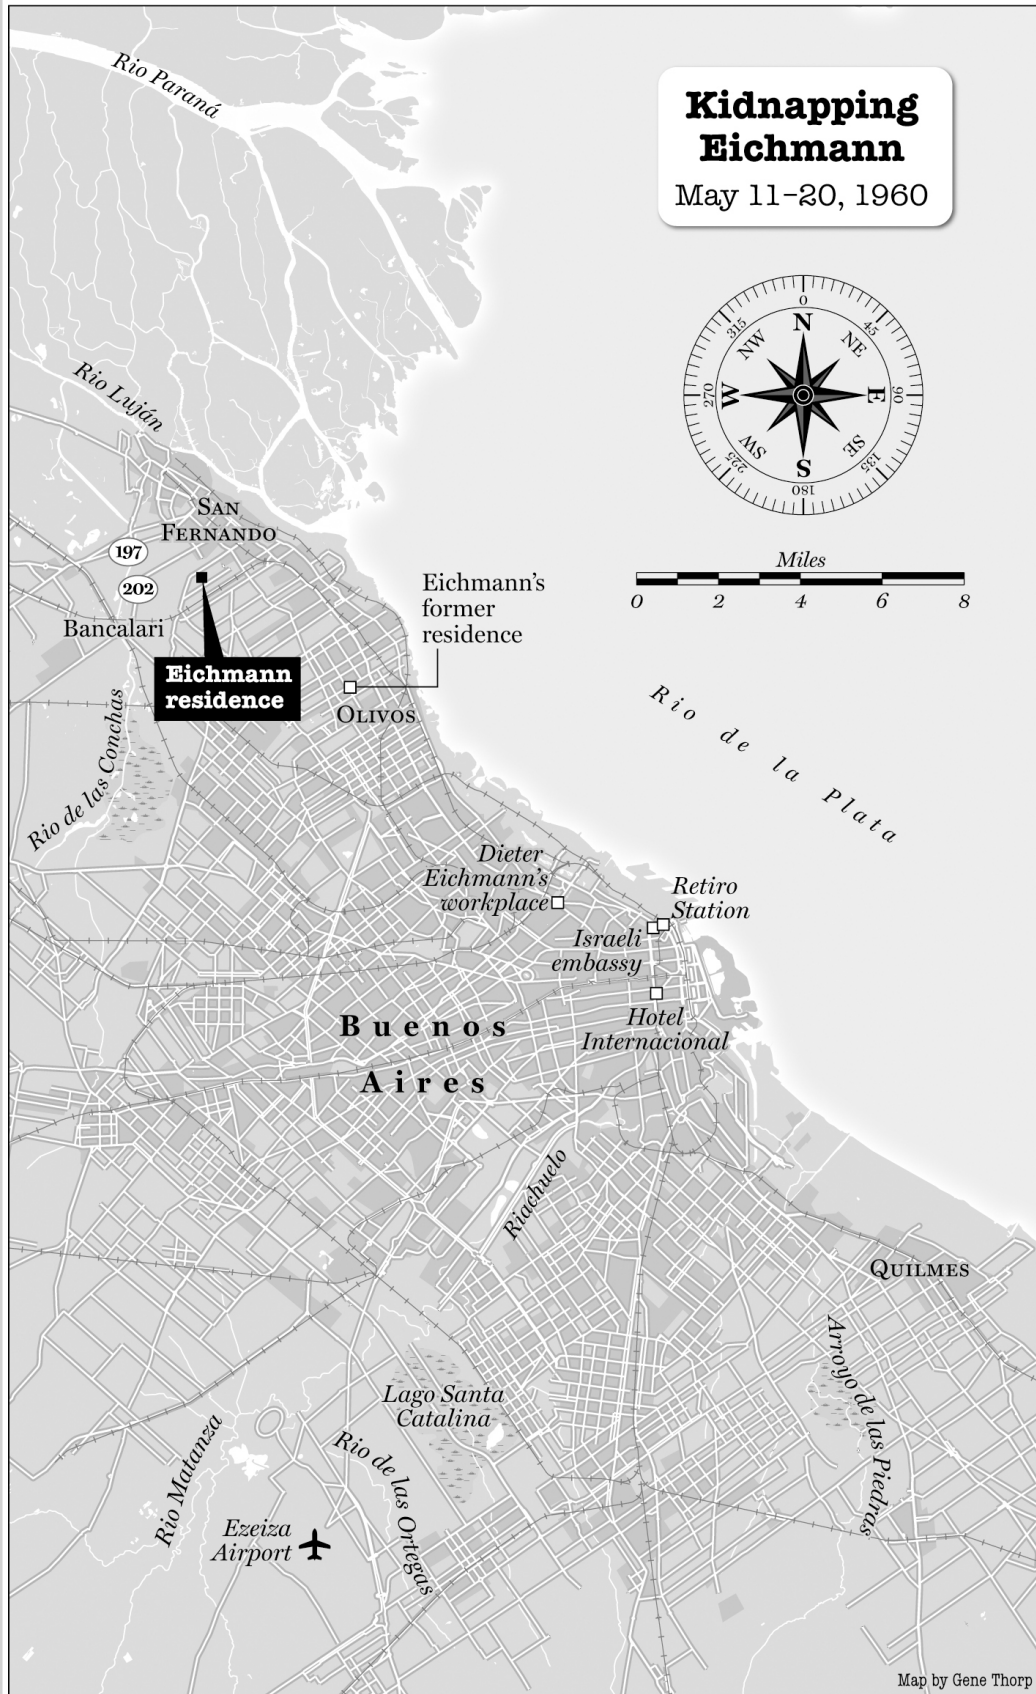 Kidnapping
Eichmann
May 11–20, 1960
Rio Paraná
0
45
90
135
180
225
270
315
N
NE
E
SE
S
SW
W
NW
Rio Luján
San
Fernando
197
202
Bancalari
Eichmann
residence
Eichmann's
former
residence
Olivos
Miles
0 2 4 6 8
Rio de la Plata
Rio de las Conchas
Dieter
Eichmann's
workplace
Retiro
Station
Israeli
embassy
Hotel
Internacional
Buenos
Aires
Riachuelo
Quilmes
Arroyo de las Piedras
Lago Santa
Catalina
Rio Matanza
Rio de las Ortegas
Ezeiza
Airport
Map by Gene Thorp